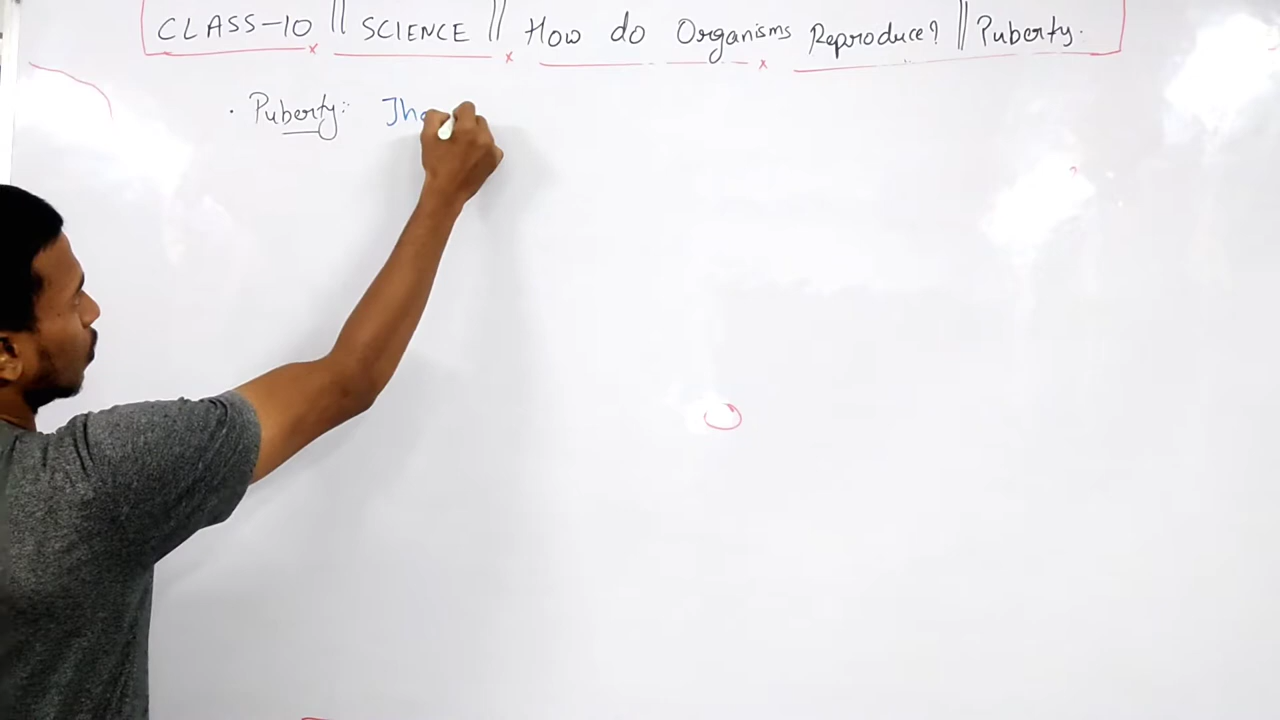 CLASS-10 || SCIENCE || How do Organisms Reproduce? || Puberty.
· Puberty: